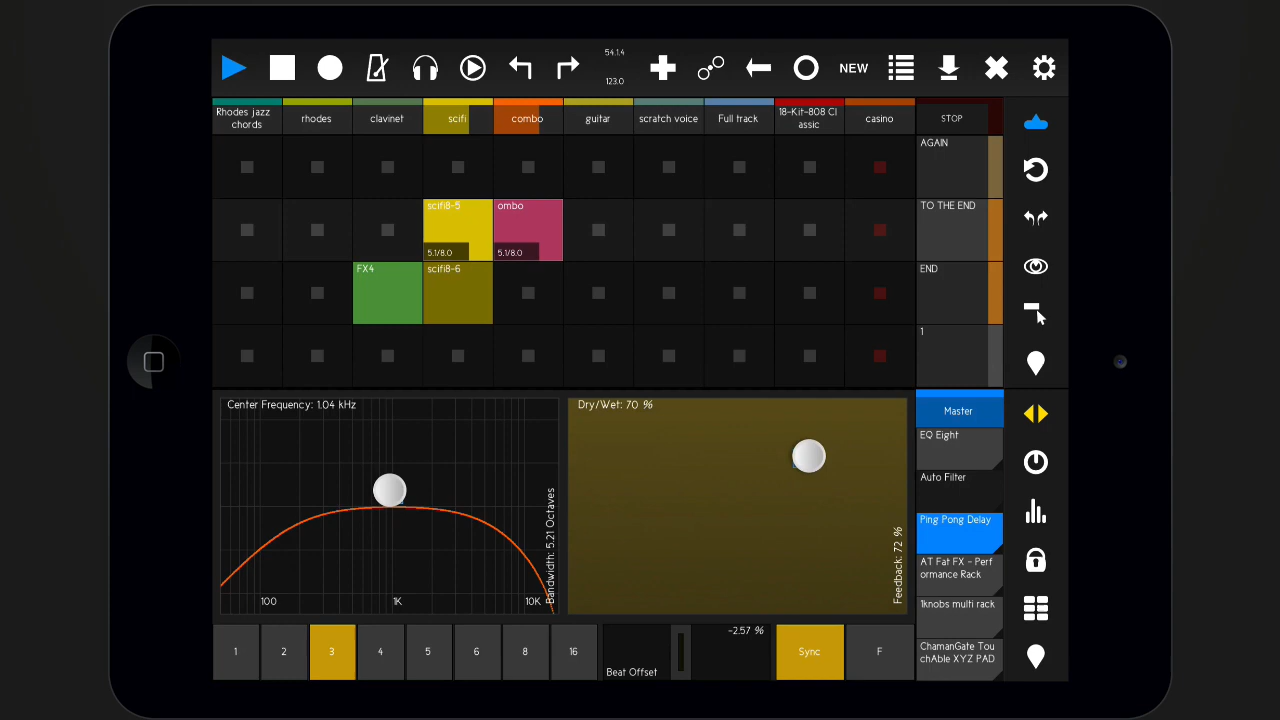 54.1.4
123.0
NEW
Rhodes jazz
chords
rhodes
clavinet
scifi
combo
guitar
scratch voice
Full track
18-Kit-808 Cl
assic
casino
STOP
AGAIN
scifi8-5
ombo
TO THE END
5.1/8.0
5.1/8.0
FX4
scifi8-6
END
1
Center Frequency: 1.04 kHz
Dry/Wet: 70 %
Master
EQ Eight
Auto Filter
Ping Pong Delay
AT Fat FX - Perf
ormance Rack
1knobs multi rack
ChamanGate Tou
chAble XYZ PAD
Bandwidth: 5.21 Octaves
Feedback: 72 %
100
1K
10K
1
2
3
4
5
6
8
16
Beat Offset
-2.57 %
Sync
F